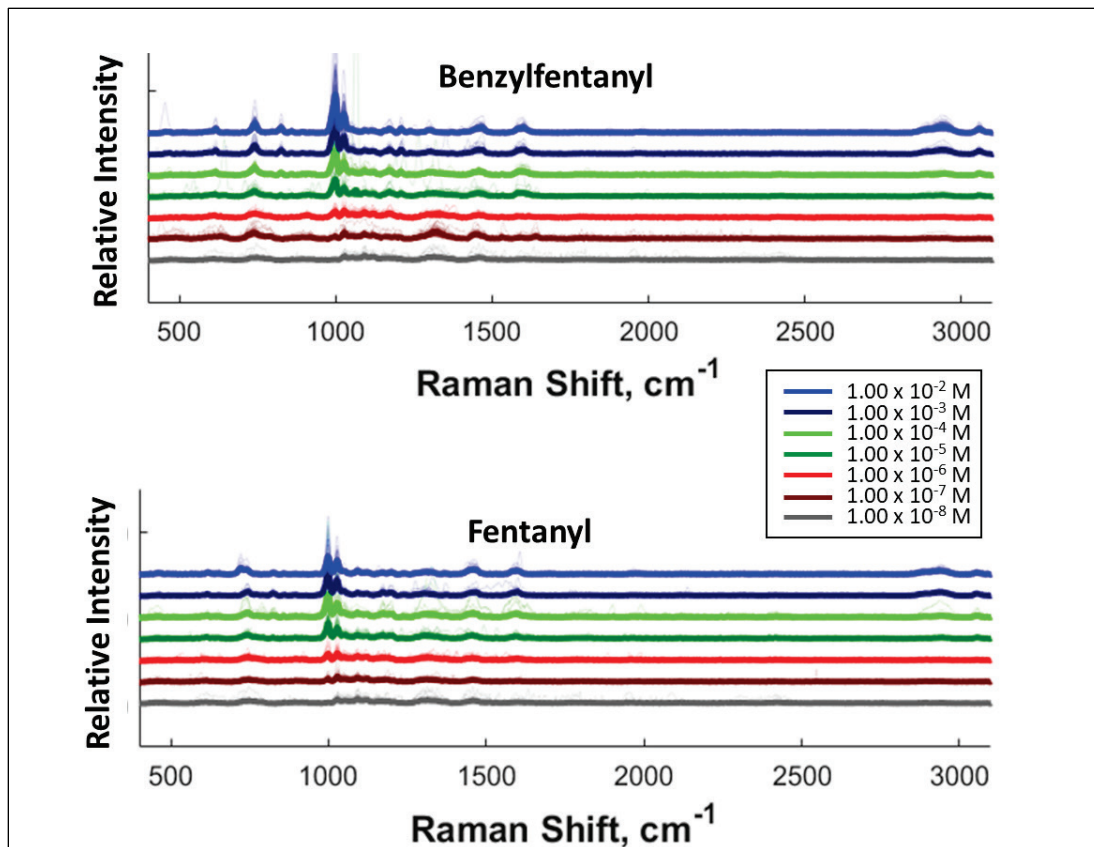 Benzylfentanyl
Relative Intensity
500 1000 1500 2000 2500 3000
Raman Shift, cm-1
1.00 x 10-2 M
1.00 x 10-3 M
1.00 x 10-4 M
1.00 x 10-5 M
1.00 x 10-6 M
1.00 x 10-7 M
1.00 x 10-8 M
Fentanyl
Relative Intensity
500 1000 1500 2000 2500 3000
Raman Shift, cm-1